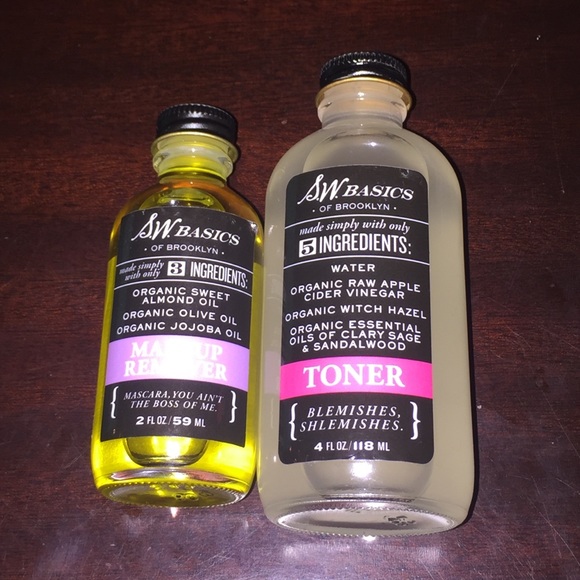 SW BASICS
• OF BROOKLYN •
made simply
with only 3 INGREDIENTS:
ORGANIC SWEET
ALMOND OIL
ORGANIC OLIVE OIL
ORGANIC JOJOBA OIL
MAKEUP
REMOVER
{MASCARA, YOU AIN'T
THE BOSS OF ME.}
2 FL OZ/59 ML
SW BASICS
• OF BROOKLYN •
made simply with only
5 INGREDIENTS:
WATER
ORGANIC RAW APPLE
CIDER VINEGAR
ORGANIC WITCH HAZEL
ORGANIC ESSENTIAL
OILS OF CLARY SAGE
& SANDALWOOD
TONER
{BLEMISHES,
SHLEMISHES.}
4 FL OZ/118 ML